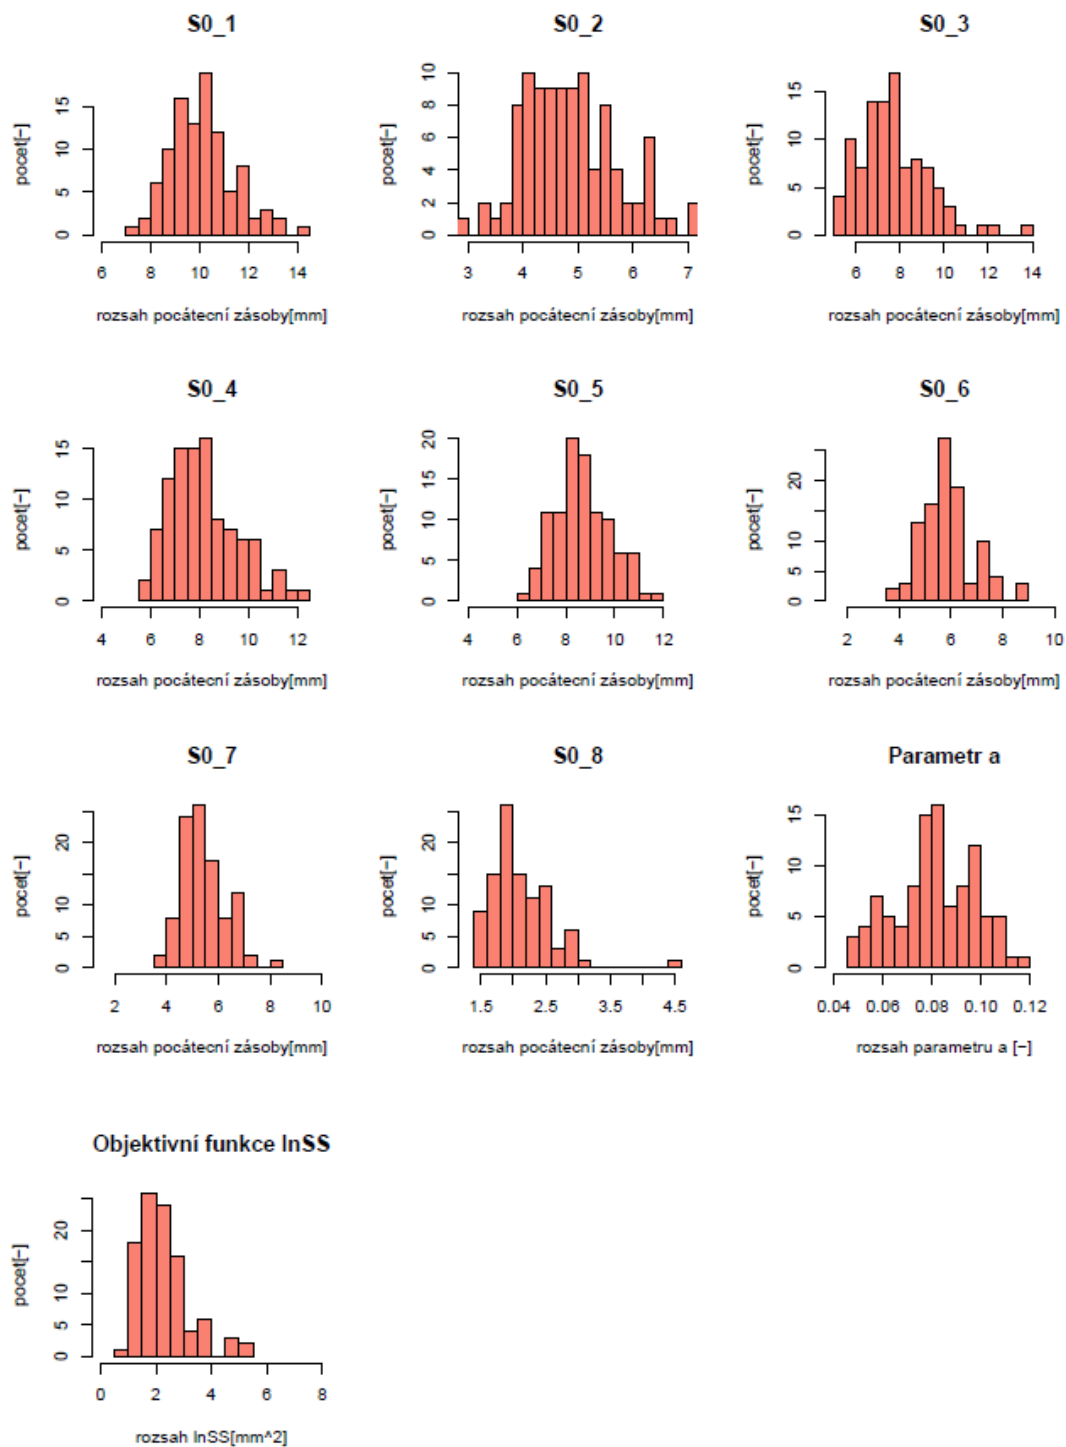 S0_1 S0_2 S0_3
pocet[−] 0 5 10 15 6 8 10 12 14 rozsah pocátecní zásoby[mm]
pocet[−] 0 2 4 6 8 10 3 4 5 6 7 rozsah pocátecní zásoby[mm]
pocet[−] 0 5 10 15 6 8 10 12 14 rozsah pocátecní zásoby[mm]
S0_4 S0_5 S0_6
pocet[−] 0 5 10 15 4 6 8 10 12 rozsah pocátecní zásoby[mm]
pocet[−] 0 5 10 15 20 4 6 8 10 12 rozsah pocátecní zásoby[mm]
pocet[−] 0 5 10 20 2 4 6 8 10 rozsah pocátecní zásoby[mm]
S0_7 S0_8 Parametr a
pocet[−] 0 5 10 20 2 4 6 8 10 rozsah pocátecní zásoby[mm]
pocet[−] 0 5 10 20 1.5 2.5 3.5 4.5 rozsah pocátecní zásoby[mm]
pocet[−] 0 5 10 15 0.04 0.06 0.08 0.10 0.12 rozsah parametru a [−]
Objektivní funkce lnSS
pocet[−] 0 5 10 20 0 2 4 6 8 rozsah lnSS[mm^2]